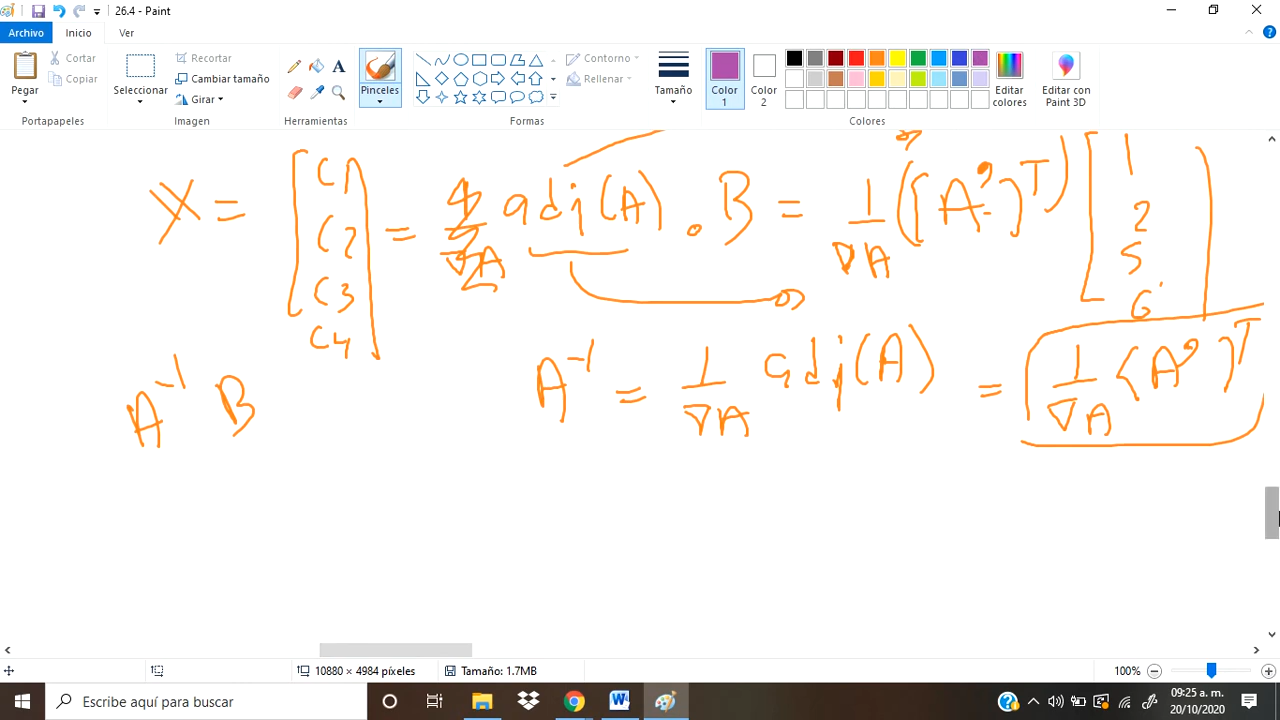 26.4 - Paint
Archivo Inicio Ver
Pegar
Cortar
Copiar
Portapapeles
Seleccionar
Recortar
Cambiar tamaño
Girar
Imagen
A
Herramientas
Pinceles
Contorno
Rellenar
Formas
Tamaño
Color 1
Color 2
Editar colores
Editar con Paint 3D
Colores
X = [C1 C2 C3 C4] = 1/∇A adj(A) . B = 1/∇A ([A°])^T) [1 2 5 6]
A^-1 B
A^-1 = 1/∇A adj(A) = 1/∇A (A°)^T
10880 × 4984 píxeles
Tamaño: 1.7MB
100%
Escribe aquí para buscar
09:25 a. m.
20/10/2020